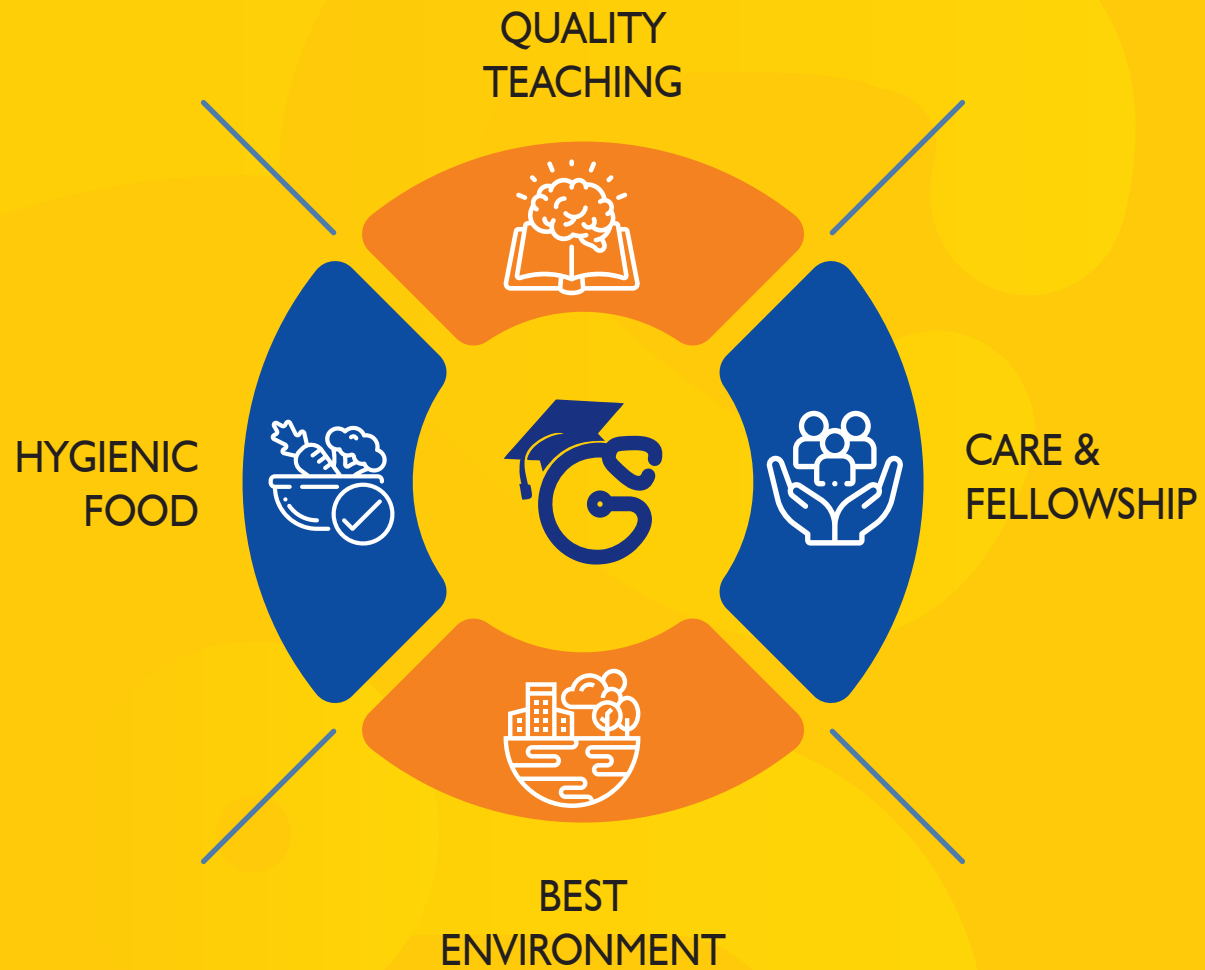 QUALITY
TEACHING
HYGIENIC
FOOD
CARE &
FELLOWSHIP
BEST
ENVIRONMENT